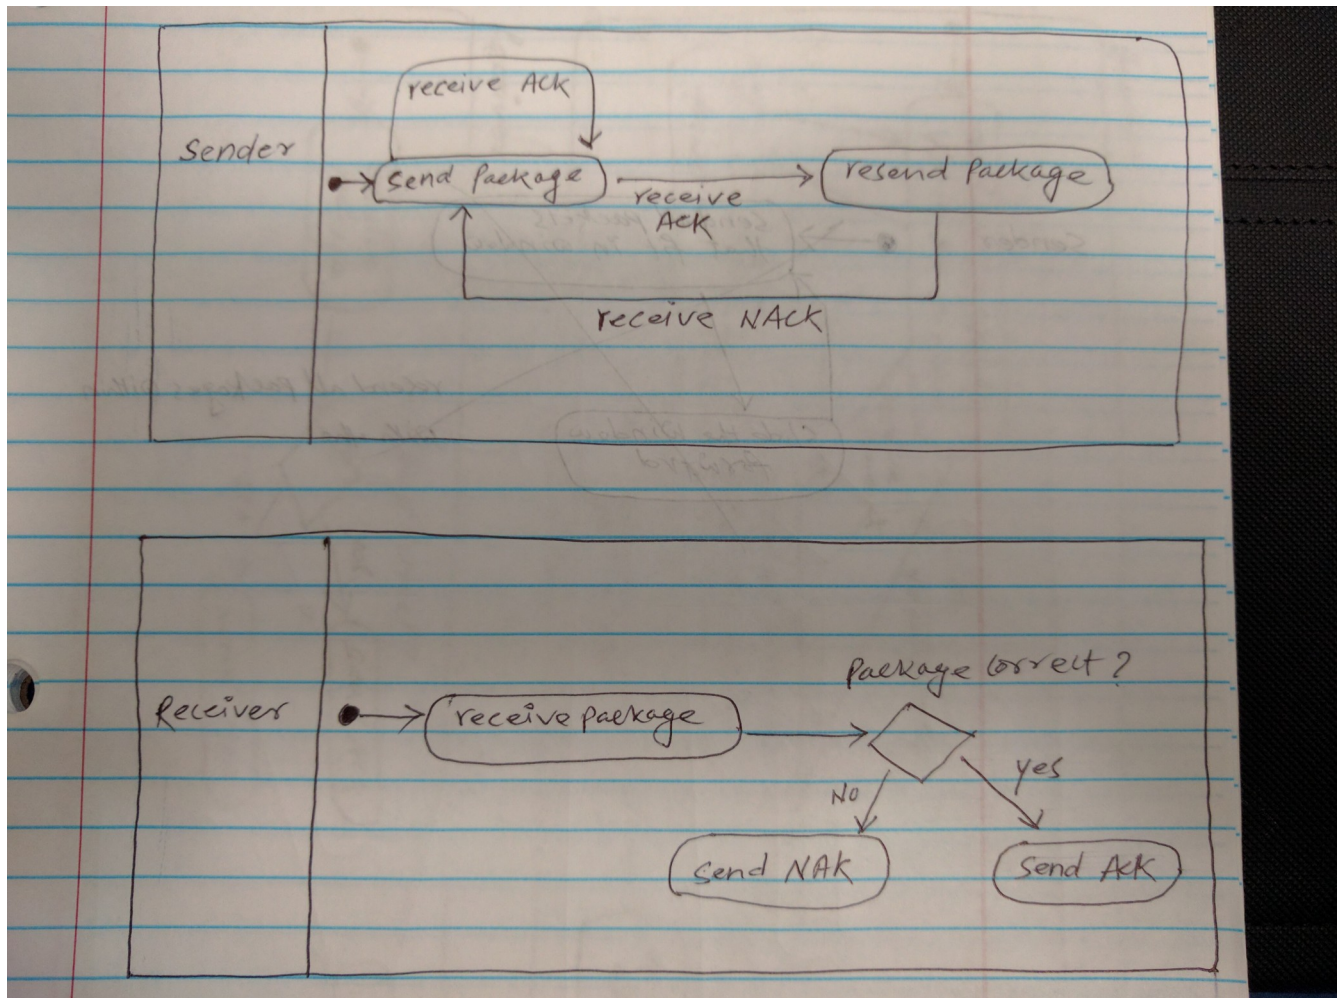 receive ACK
Sender
send Package
resend Package
receive
ACK
receive NACK
Package correct?
Receiver
receive package
yes
No
Send NAK
Send ACK